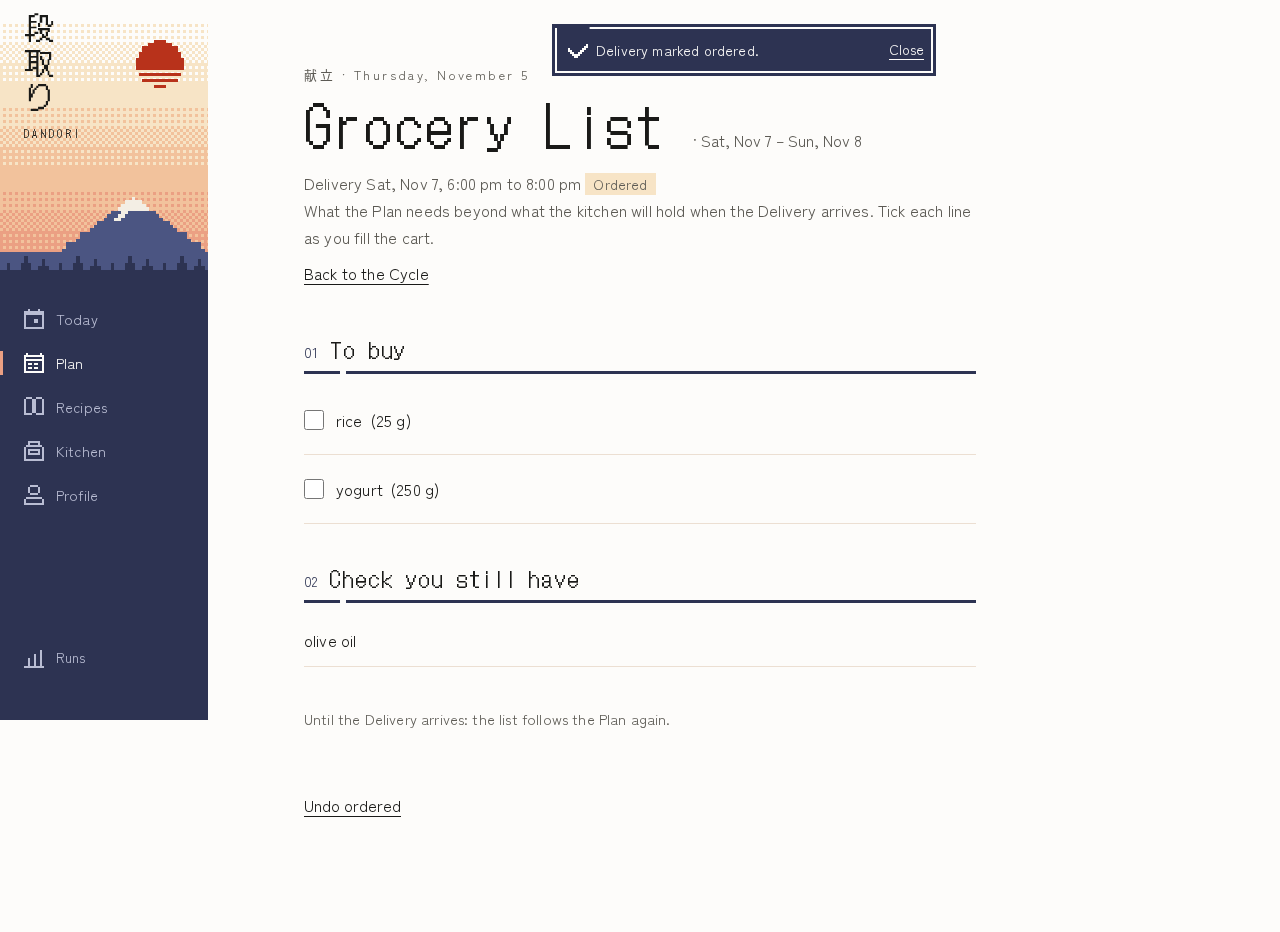 段取り
DANDORI
Today
Plan
Recipes
Kitchen
Profile
Runs
Delivery marked ordered.
Close
献立 · Thursday, November 5
Grocery List · Sat, Nov 7 – Sun, Nov 8
Delivery Sat, Nov 7, 6:00 pm to 8:00 pm Ordered
What the Plan needs beyond what the kitchen will hold when the Delivery arrives. Tick each line
as you fill the cart.
Back to the Cycle
01 To buy
rice (25 g)
yogurt (250 g)
02 Check you still have
olive oil
Until the Delivery arrives: the list follows the Plan again.
Undo ordered